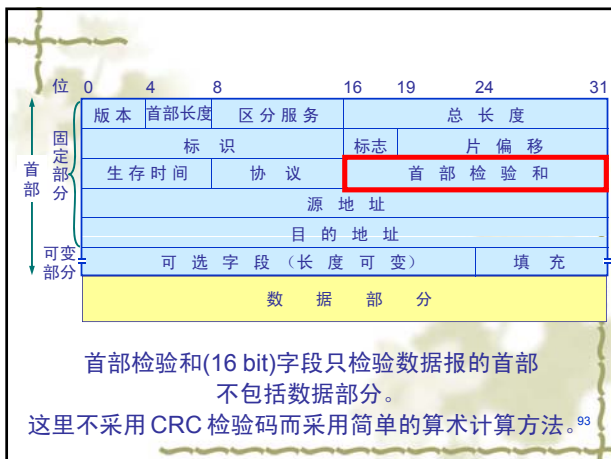 位 0 4 8 16 19 24 31
版 本 首部长度 区 分 服 务 总 长 度
标 识 标志 片 偏 移
生 存 时 间 协 议 首 部 检 验 和
源 地 址
目 的 地 址
可 选 字 段 （长 度 可 变） 填 充
数 据 部 分
首部
固定部分
可变部分
首部检验和(16 bit)字段只检验数据报的首部
不包括数据部分。
这里不采用 CRC 检验码而采用简单的算术计算方法。93